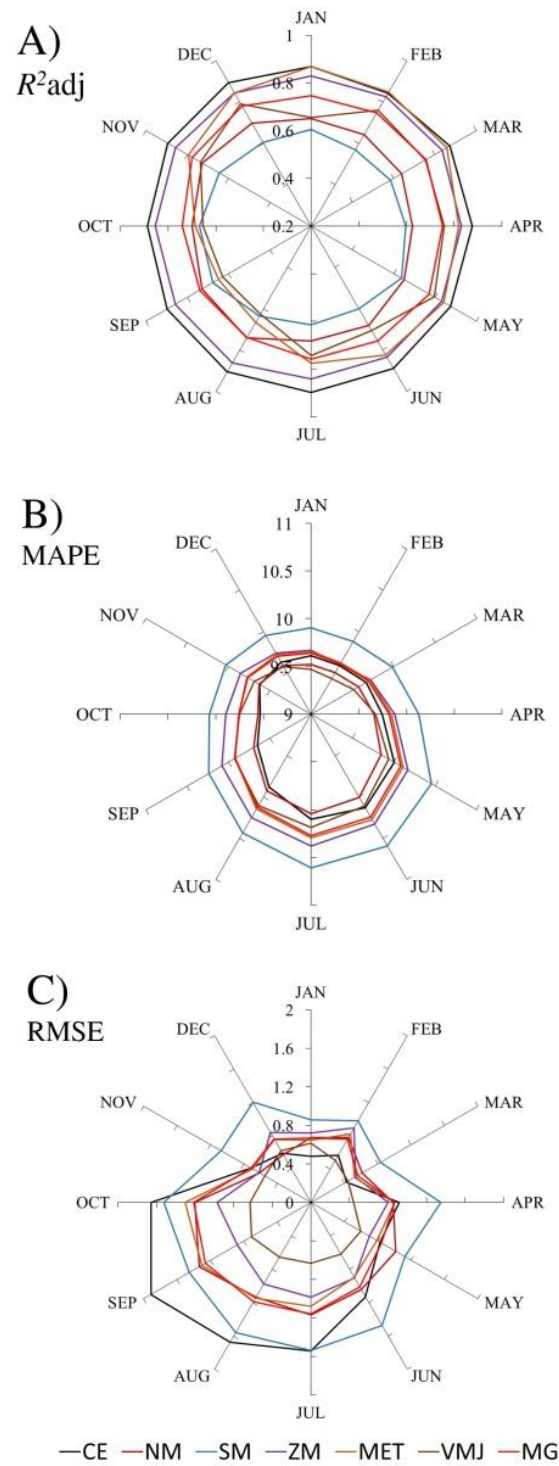 A)
R²adj
JAN
FEB
MAR
APR
MAY
JUN
JUL
AUG
SEP
OCT
NOV
DEC
1
0.8
0.6
0.4
0.2
B)
MAPE
JAN
FEB
MAR
APR
MAY
JUN
JUL
AUG
SEP
OCT
NOV
DEC
11
10.5
10
9.5
9
C)
RMSE
JAN
FEB
MAR
APR
MAY
JUN
JUL
AUG
SEP
OCT
NOV
DEC
2
1.6
1.2
0.8
0.4
0
CE NM SM ZM MET VMJ MG